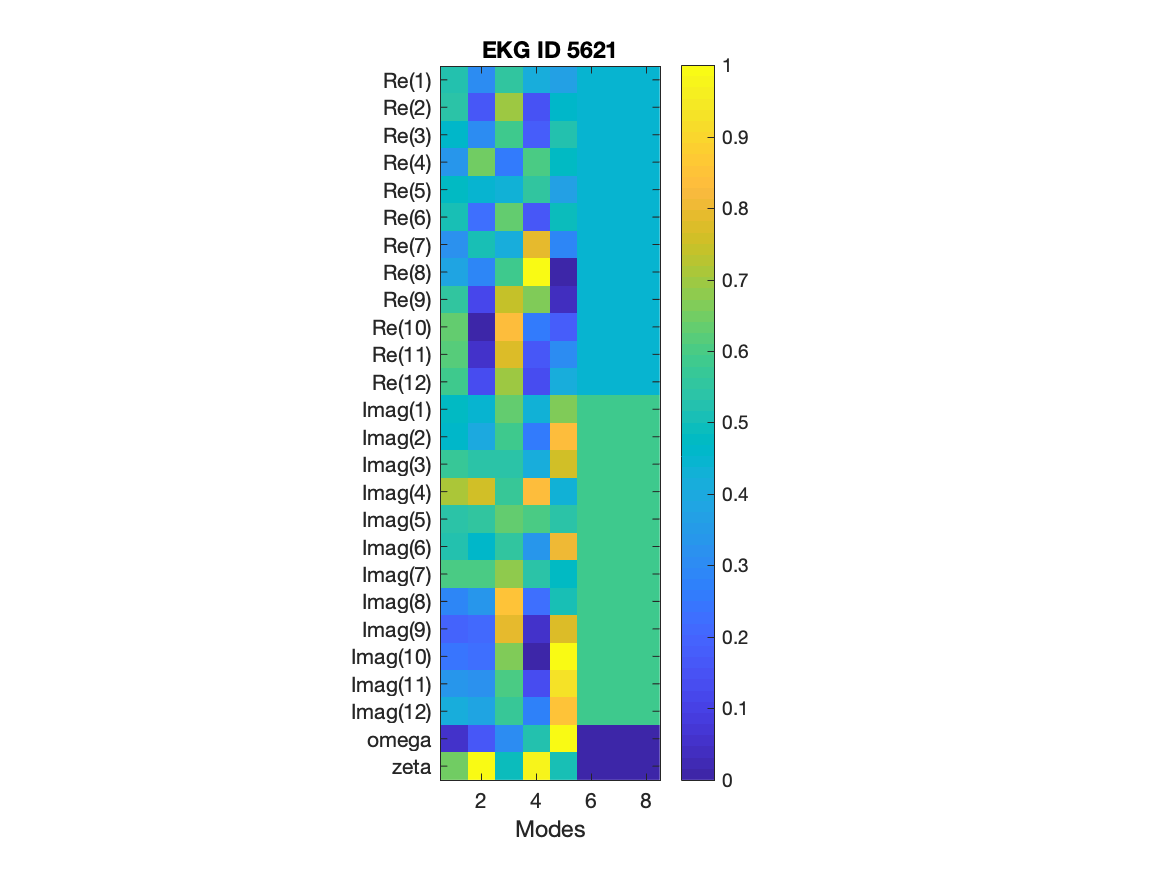 EKG ID 5621
Re(1)
Re(2)
Re(3)
Re(4)
Re(5)
Re(6)
Re(7)
Re(8)
Re(9)
Re(10)
Re(11)
Re(12)
Imag(1)
Imag(2)
Imag(3)
Imag(4)
Imag(5)
Imag(6)
Imag(7)
Imag(8)
Imag(9)
Imag(10)
Imag(11)
Imag(12)
omega
zeta
2 4 6 8
Modes
1
0.9
0.8
0.7
0.6
0.5
0.4
0.3
0.2
0.1
0